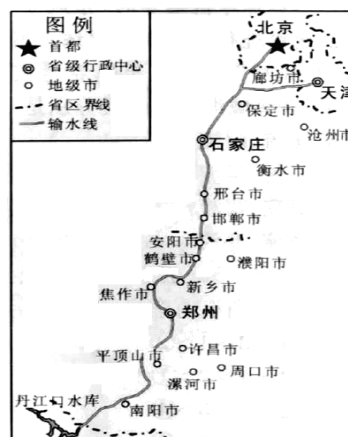 图例
首都
省级行政中心
地级市
省区界线
输水线
北京
廊坊市
天津
保定市
沧州市
石家庄
衡水市
邢台市
邯郸市
安阳市
鹤壁市
濮阳市
新乡市
焦作市
郑州
许昌市
平顶山市
周口市
漯河市
丹江口水库
南阳市